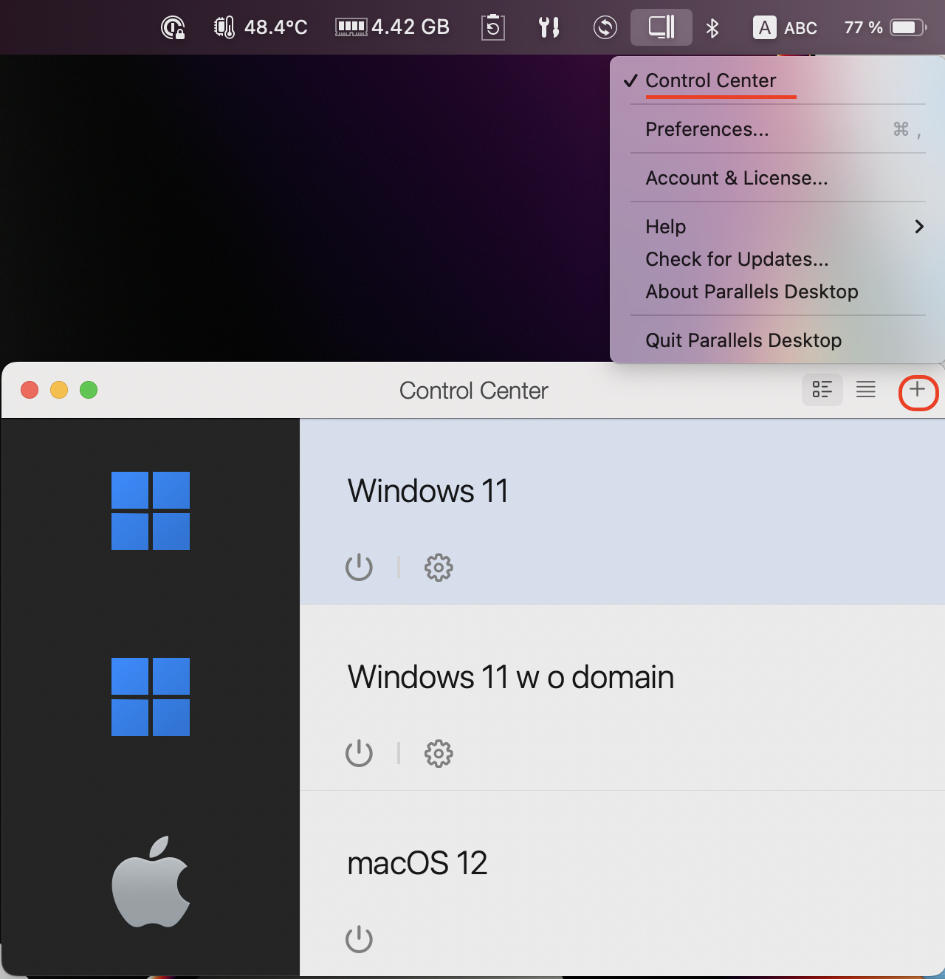 48.4°C 4.42 GB A ABC 77 %
✓ Control Center
Preferences... ⌘ ,
Account & License...
Help
Check for Updates...
About Parallels Desktop
Quit Parallels Desktop
Control Center
Windows 11
Windows 11 w o domain
macOS 12